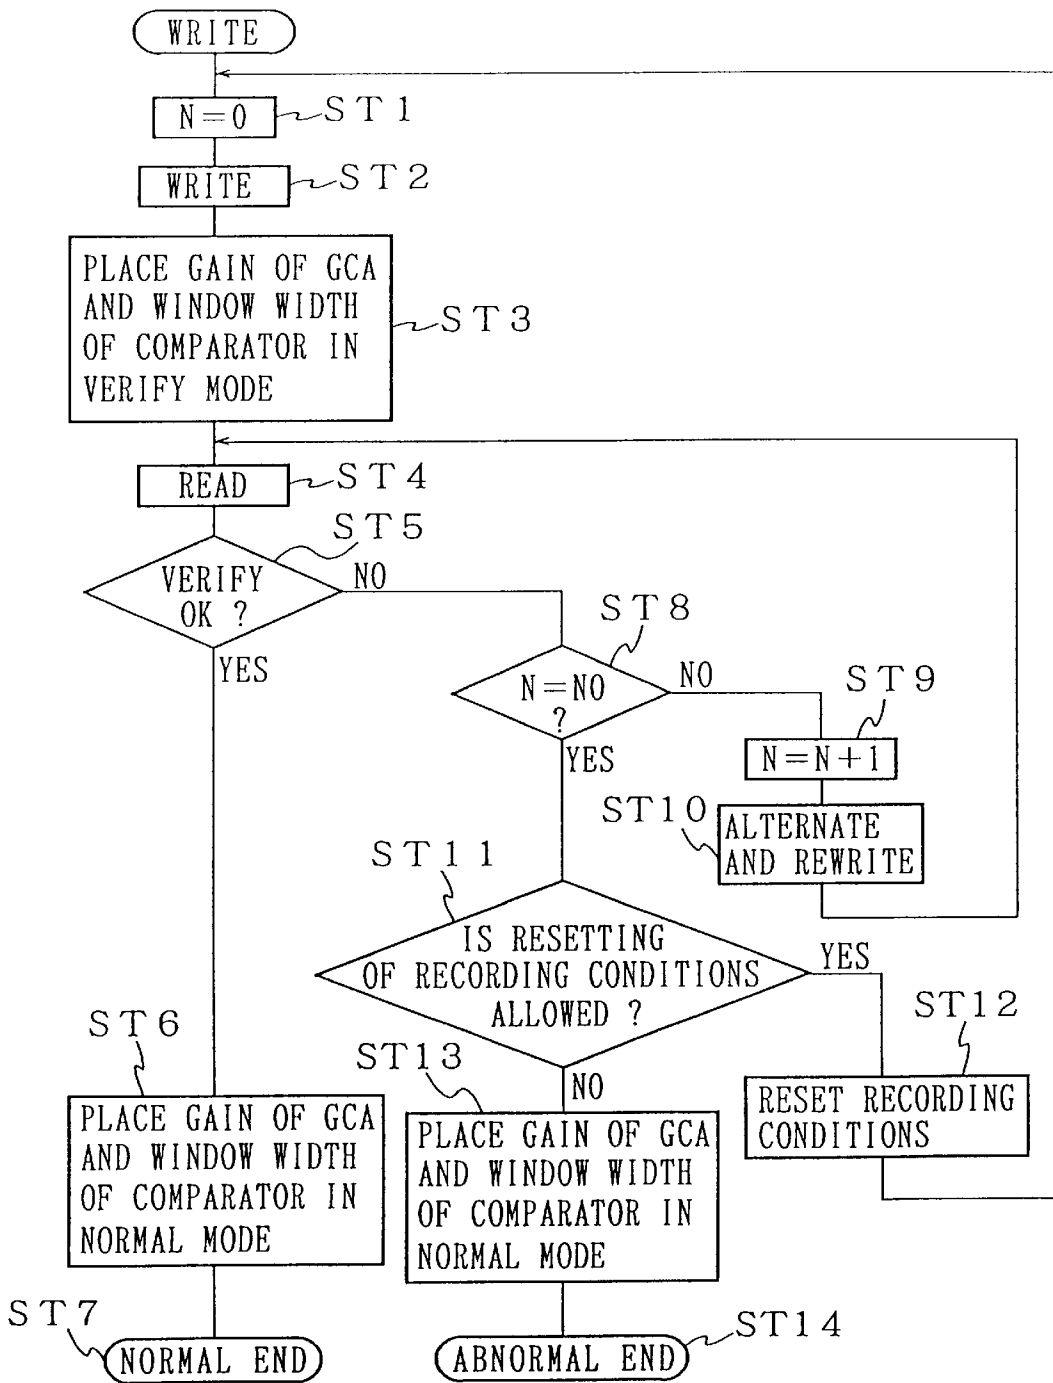 WRITE
N=0
ST1
WRITE
ST2
PLACE GAIN OF GCA
AND WINDOW WIDTH
OF COMPARATOR IN
VERIFY MODE
ST3
READ
ST4
ST5
VERIFY
OK ?
NO
YES
ST8
N=NO
?
NO
YES
ST9
N=N+1
ST10
ALTERNATE
AND REWRITE
ST11
IS RESETTING
OF RECORDING CONDITIONS
ALLOWED ?
YES
NO
ST12
RESET RECORDING
CONDITIONS
ST6
PLACE GAIN OF GCA
AND WINDOW WIDTH
OF COMPARATOR IN
NORMAL MODE
ST13
PLACE GAIN OF GCA
AND WINDOW WIDTH
OF COMPARATOR IN
NORMAL MODE
ST7
NORMAL END
ST14
ABNORMAL END